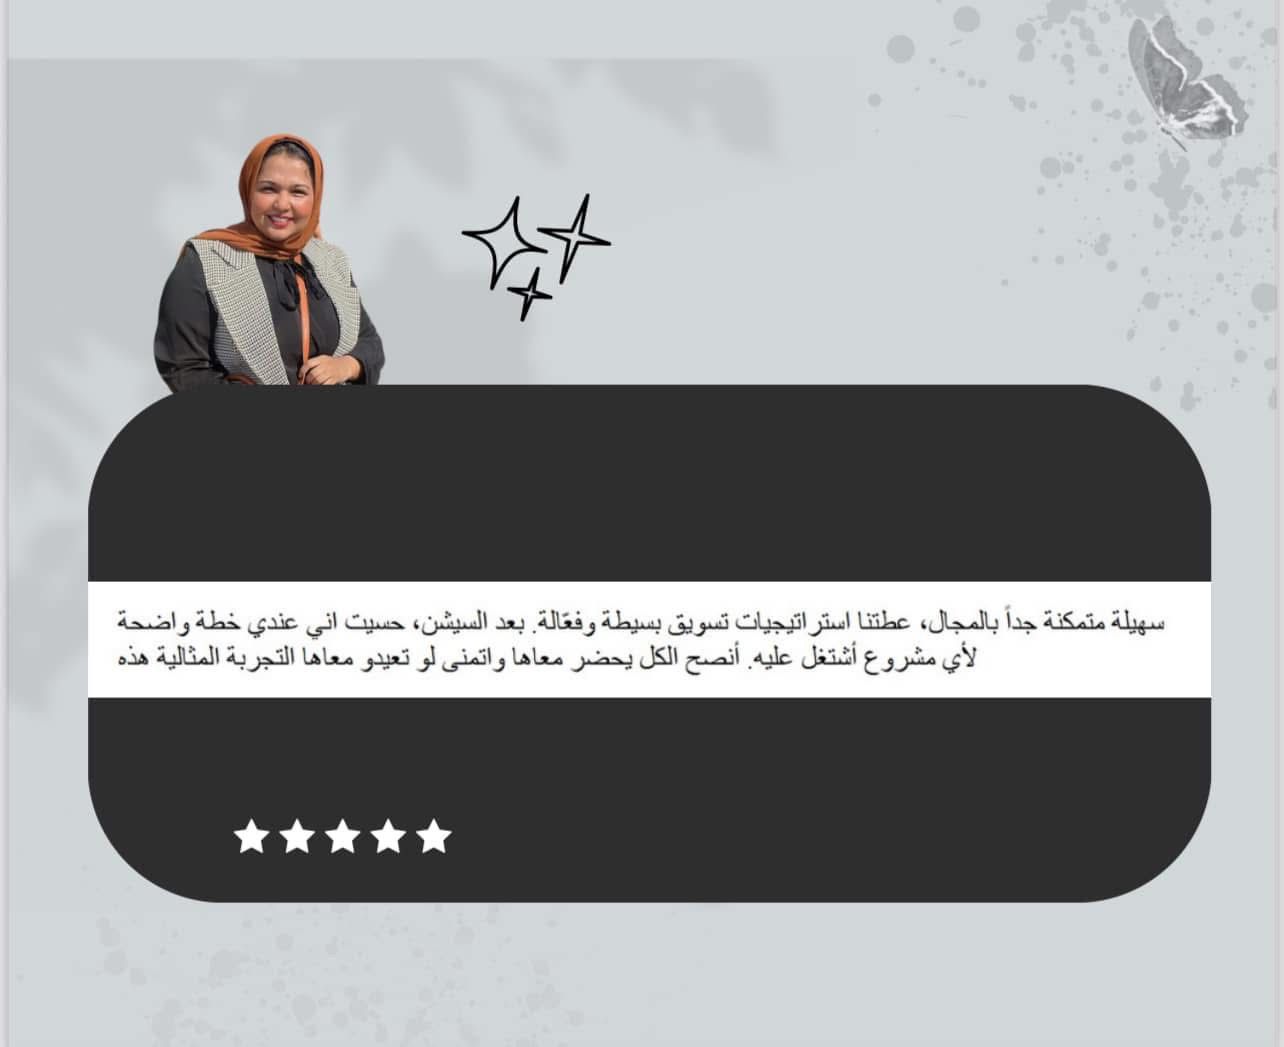 سهيلة متمكنة جداً بالمجال، عطتنا استراتيجيات تسويق بسيطة وفعّالة. بعد السيشن، حسيت اني عندي خطة واضحة
لأي مشروع أشتغل عليه. أنصح الكل يحضر معاها واتمنى لو تعيدو معاها التجربة المثالية هذه